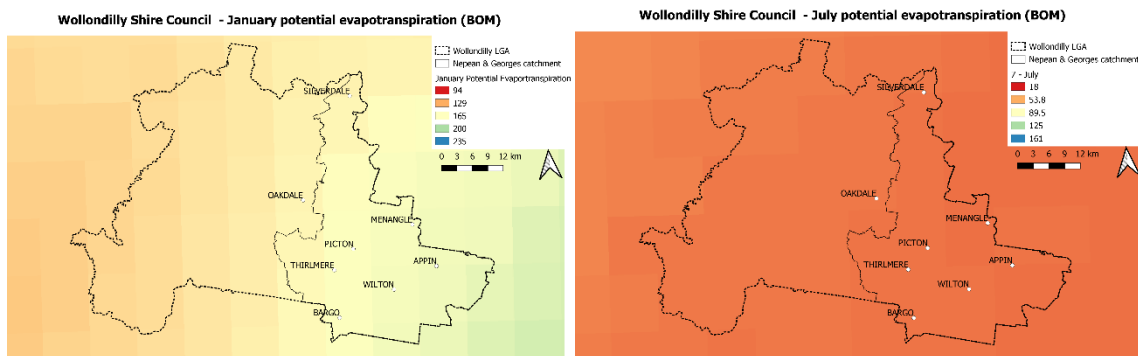 Wollondilly Shire Council - January potential evapotranspiration (BOM)
Wollundilly LGA
Nepean & Georges catchment
January Potential Evaportranspiration
94
129
165
200
235
0 3 6 9 12 km
SILVERDALE
OAKDALE
MENANGLE
PICTON
THIRLMERE
APPIN
WILTON
BARGO
Wollondilly Shire Council - July potential evapotranspiration (BOM)
Wollundilly LGA
Nepean & Georges catchment
7 - July
18
53.8
89.5
125
161
0 3 6 9 12 km
SILVERDALE
OAKDALE
MENANGLE
PICTON
THIRLMERE
APPIN
WILTON
BARGO